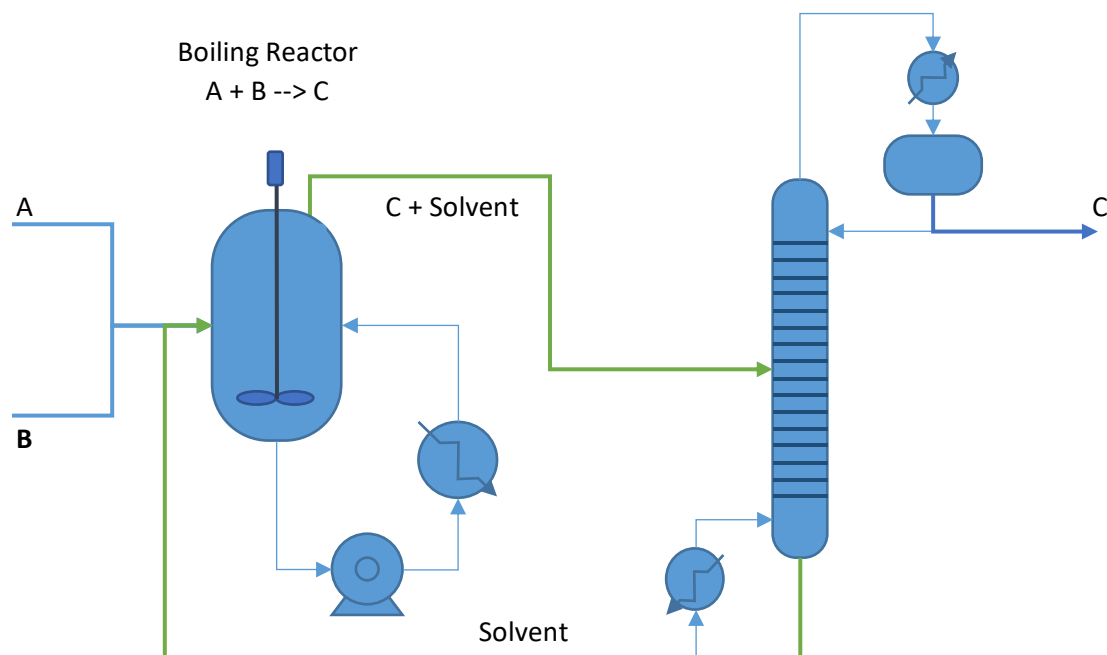 Boiling Reactor
A + B --> C
A
C + Solvent
C
B
Solvent